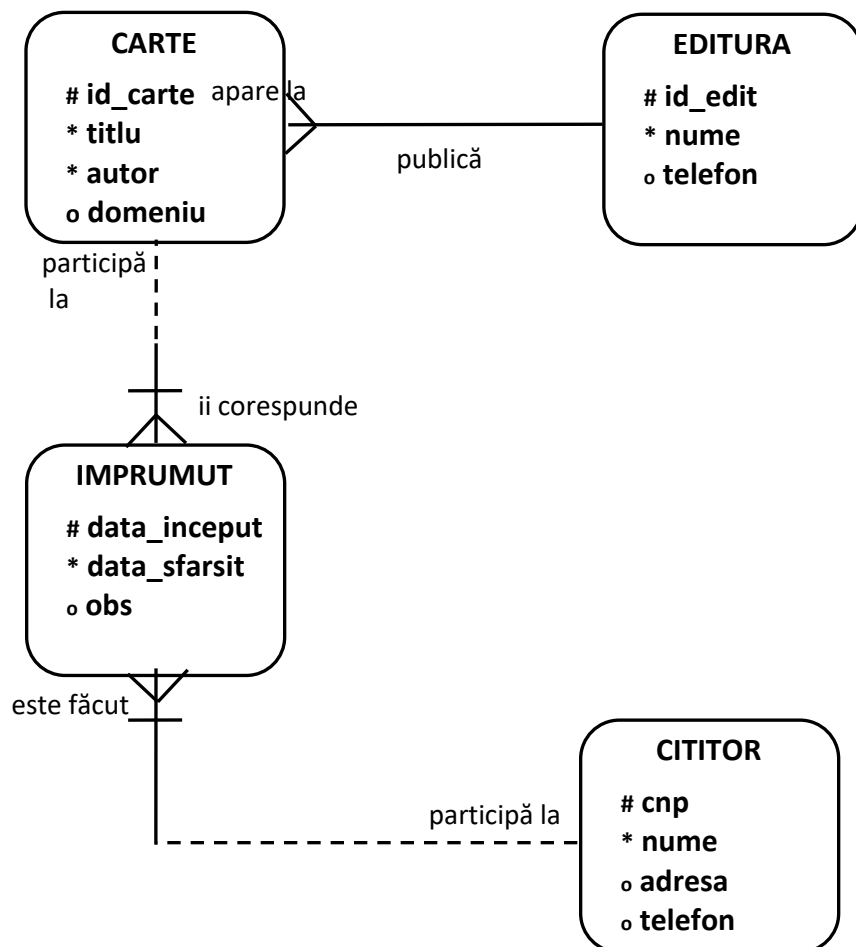 CARTE
# id_carte
* titlu
* autor
o domeniu
apare la
publică
EDITURA
# id_edit
* nume
o telefon
participă
la
ii corespunde
IMPRUMUT
# data_inceput
* data_sfarsit
o obs
este făcut
participă la
CITITOR
# cnp
* nume
o adresa
o telefon